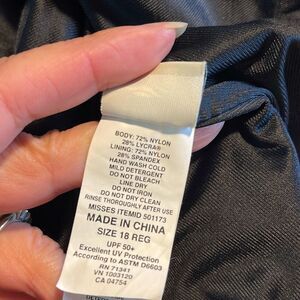 BODY: 72% NYLON
28% LYCRA®
LINING: 72% NYLON
28% SPANDEX
HAND WASH COLD
MILD DETERGENT
DO NOT BLEACH
LINE DRY
DO NOT IRON
DO NOT DRY CLEAN
RINSE THOROUGHLY AFTER USE
MISSES ITEMID 501173
MADE IN CHINA
SIZE 18 REG
UPF 50+
Excellent UV Protection
According to ASTM D6603
RN 71341
VN 1003120
CA 04754